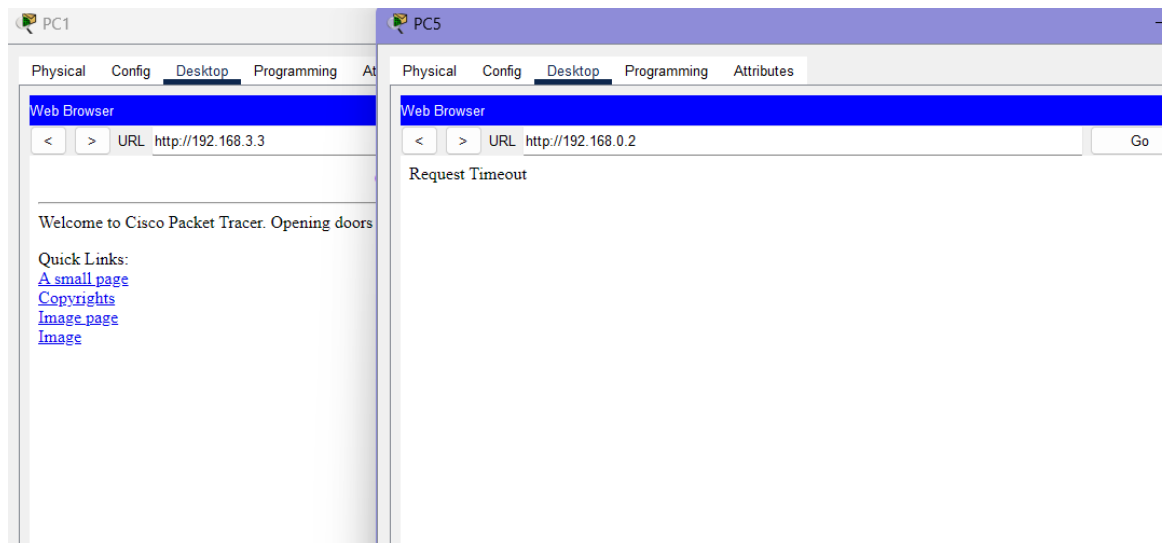 PC1
Physical Config Desktop Programming At
Web Browser
< > URL http://192.168.3.3
Welcome to Cisco Packet Tracer. Opening doors
Quick Links:
A small page
Copyrights
Image page
Image
PC5
Physical Config Desktop Programming Attributes
Web Browser
< > URL http://192.168.0.2 Go
Request Timeout